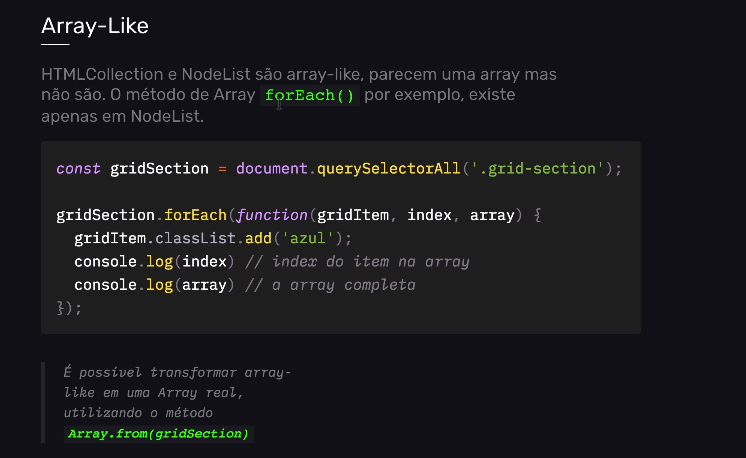 Array-Like
HTMLCollection e NodeList são array-like, parecem uma array mas
não são. O método de Array forEach() por exemplo, existe
apenas em NodeList.
const gridSection = document.querySelectorAll('.grid-section');
gridSection.forEach(function(gridItem, index, array) {
  gridItem.classList.add('azul');
  console.log(index) // index do item na array
  console.log(array) // a array completa
});
É possível transformar array-
like em uma Array real,
utilizando o método
Array.from(gridSection)